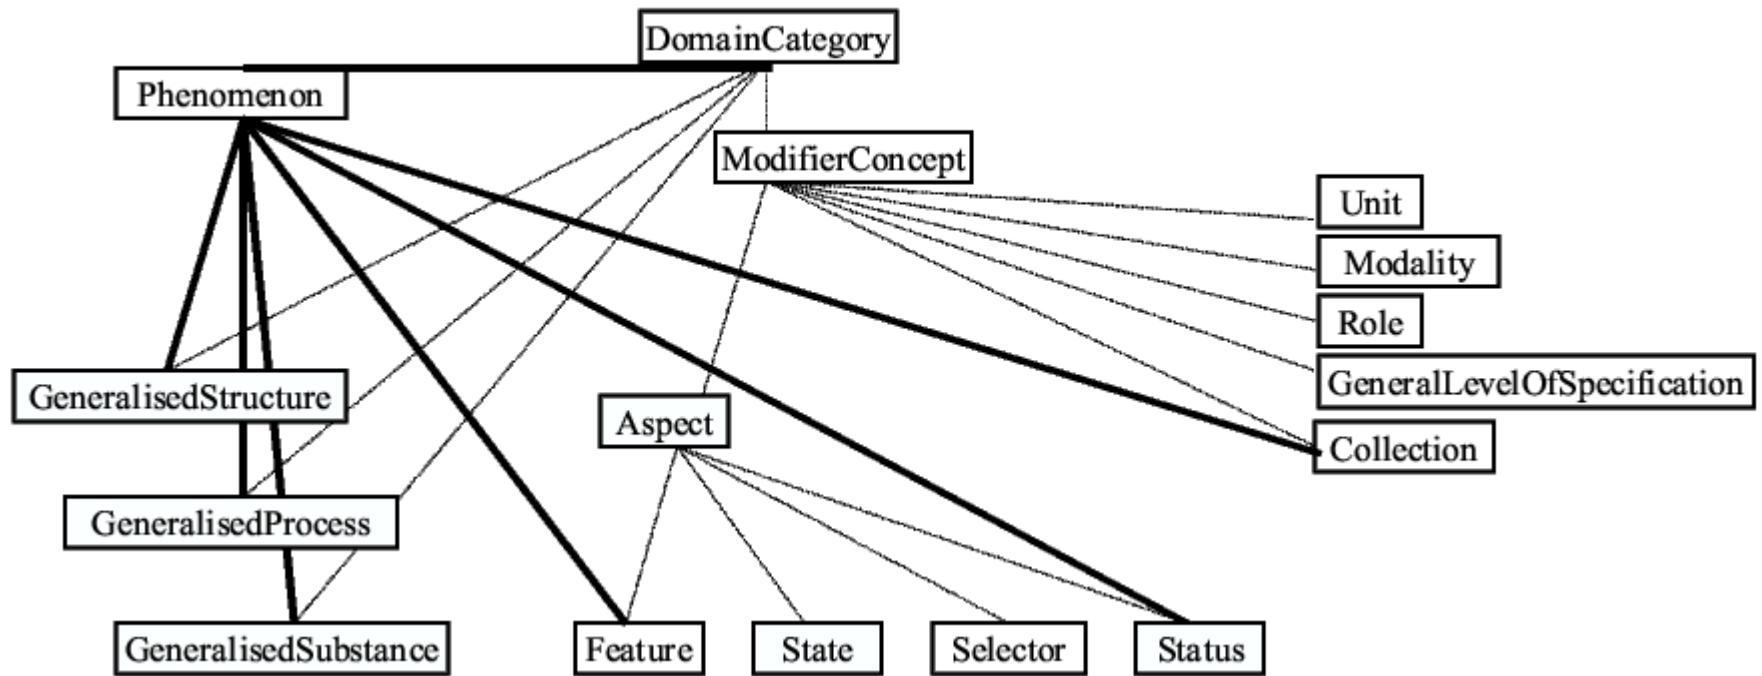 DomainCategory
Phenomenon
ModifierConcept
Unit
Modality
Role
GeneralLevelOfSpecification
GeneralisedStructure
Aspect
Collection
GeneralisedProcess
GeneralisedSubstance
Feature
State
Selector
Status